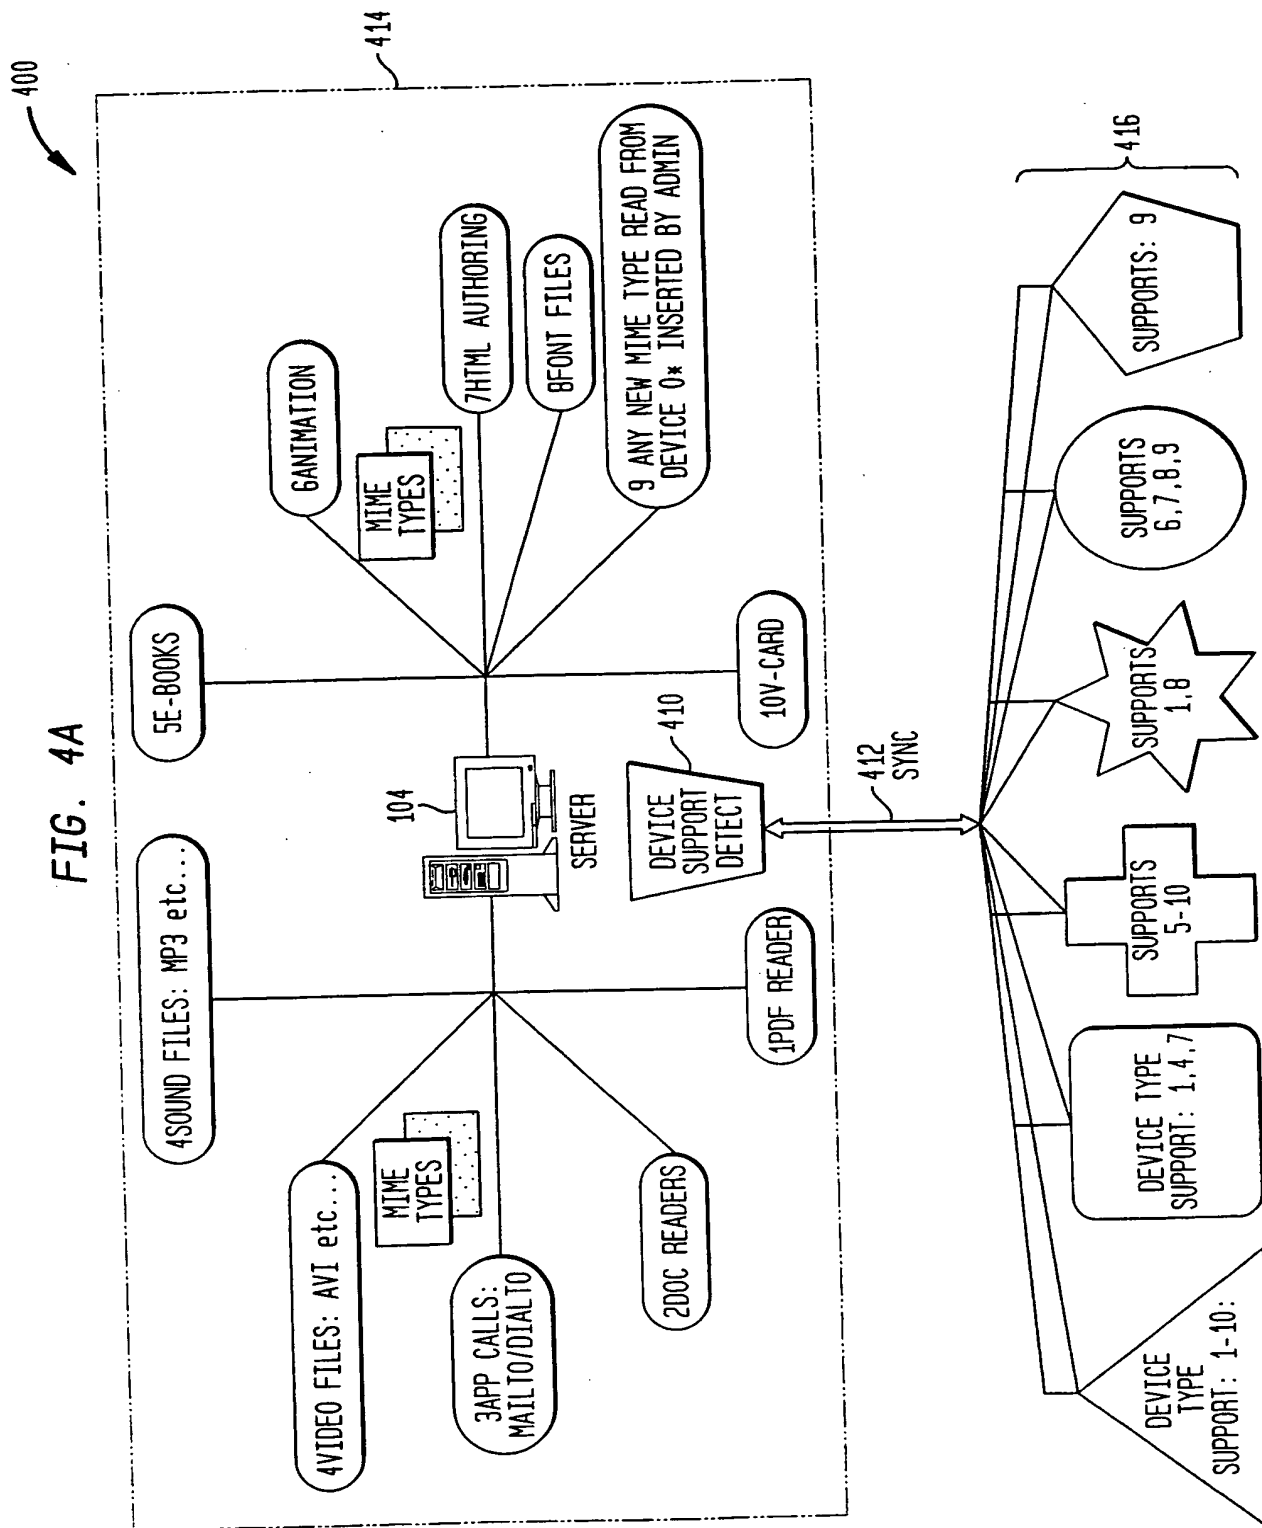 FIG. 4A
400
414
4SOUND FILES: MP3 etc...
5E-BOOKS
4VIDEO FILES: AVI etc...
6ANIMATION
MIME
TYPES
MIME
TYPES
3APP CALLS:
MAILTO/DIALTO
104
SERVER
7HTML AUTHORING
8FONT FILES
2DOC READERS
9 ANY NEW MIME TYPE READ FROM
DEVICE O* INSERTED BY ADMIN
DEVICE
SUPPORT
DETECT
410
1PDF READER
10V-CARD
412
SYNC
DEVICE
TYPE
SUPPORT: 1-10:
DEVICE TYPE
SUPPORT: 1,4,7
SUPPORTS
5-10
SUPPORTS
1,8
SUPPORTS
6,7,8,9
SUPPORTS: 9
416